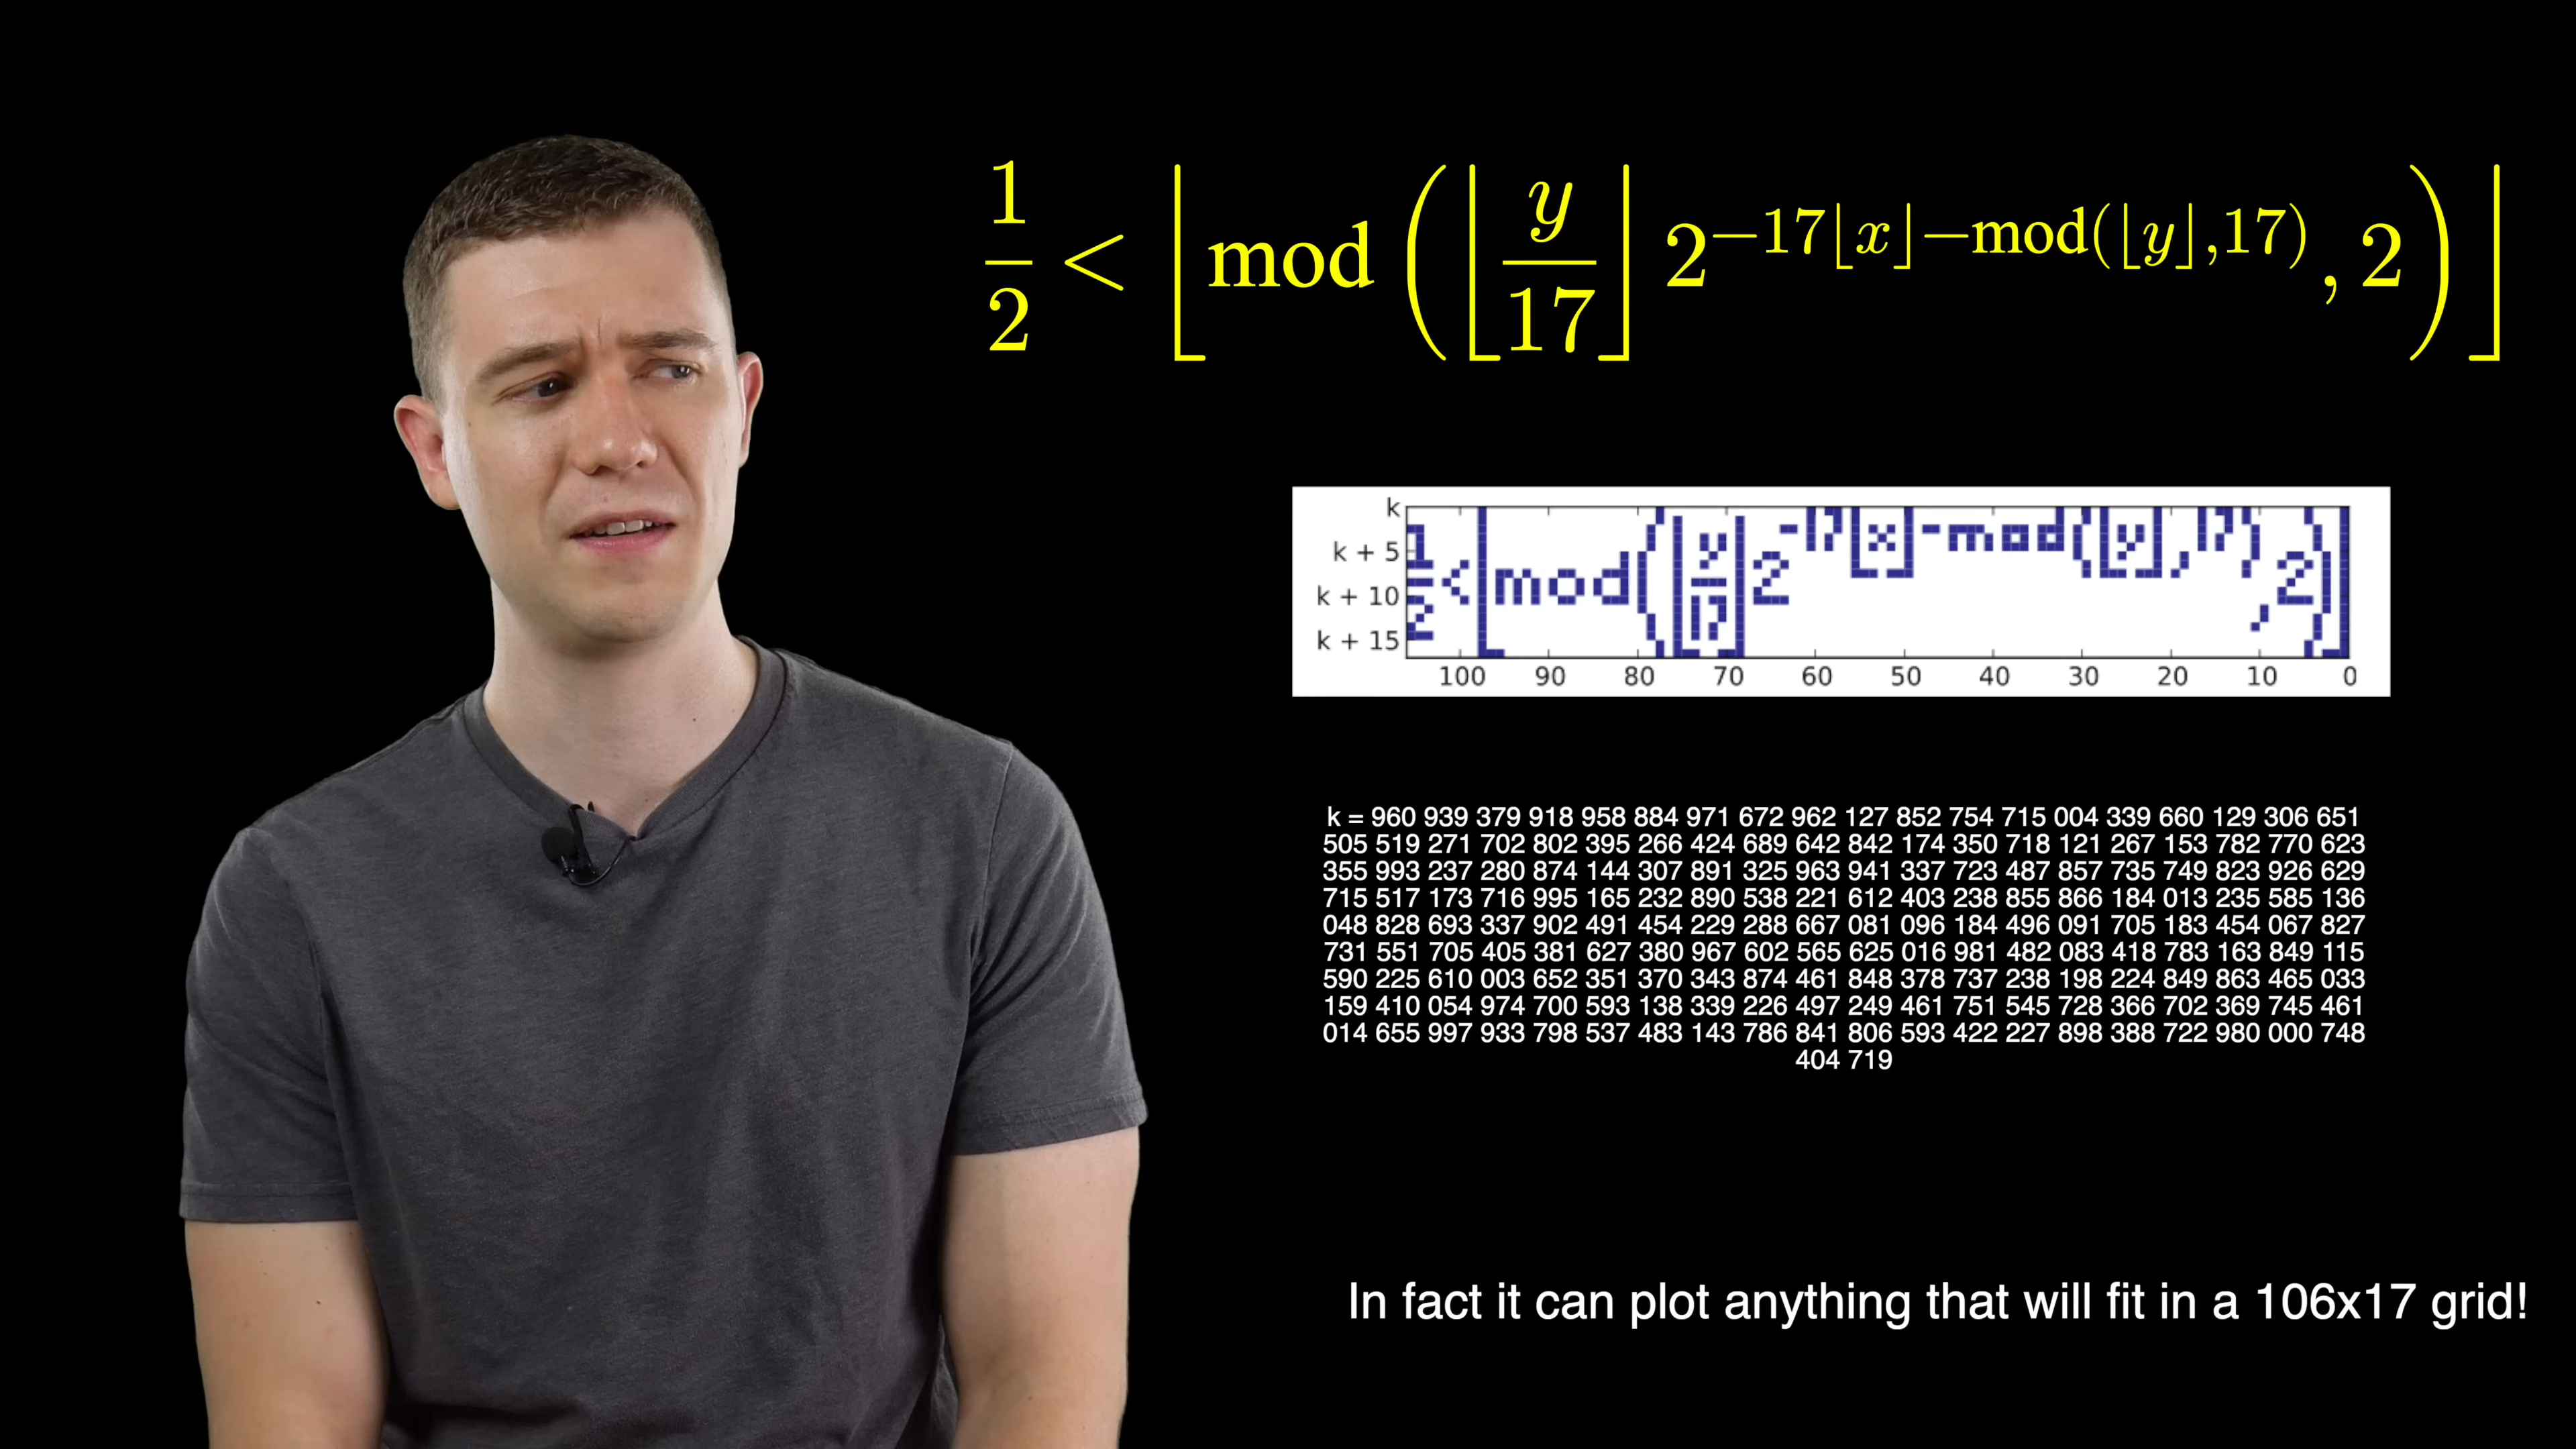 1/2 < ⌊mod(⌊y/17⌋ 2^{−17⌊x⌋−mod(⌊y⌋,17)}, 2)⌋
k
k + 5
k + 10
k + 15
1/2 < ⌊mod(⌊y/17⌋ 2^{-17⌊x⌋-mod(⌊y⌋,17)}, 2)⌋
100 90 80 70 60 50 40 30 20 10 0
k = 960 939 379 918 958 884 971 672 962 127 852 754 715 004 339 660 129 306 651
505 519 271 702 802 395 266 424 689 642 842 174 350 718 121 267 153 782 770 623
355 993 237 280 874 144 307 891 325 963 941 337 723 487 857 735 749 823 926 629
715 517 173 716 995 165 232 890 538 221 612 403 238 855 866 184 013 235 585 136
048 828 693 337 902 491 454 229 288 667 081 096 184 496 091 705 183 454 067 827
731 551 705 405 381 627 380 967 602 565 625 016 981 482 083 418 783 163 849 115
590 225 610 003 652 351 370 343 874 461 848 378 737 238 198 224 849 863 465 033
159 410 054 974 700 593 138 339 226 497 249 461 751 545 728 366 702 369 745 461
014 655 997 933 798 537 483 143 786 841 806 593 422 227 898 388 722 980 000 748
404 719
In fact it can plot anything that will fit in a 106x17 grid!